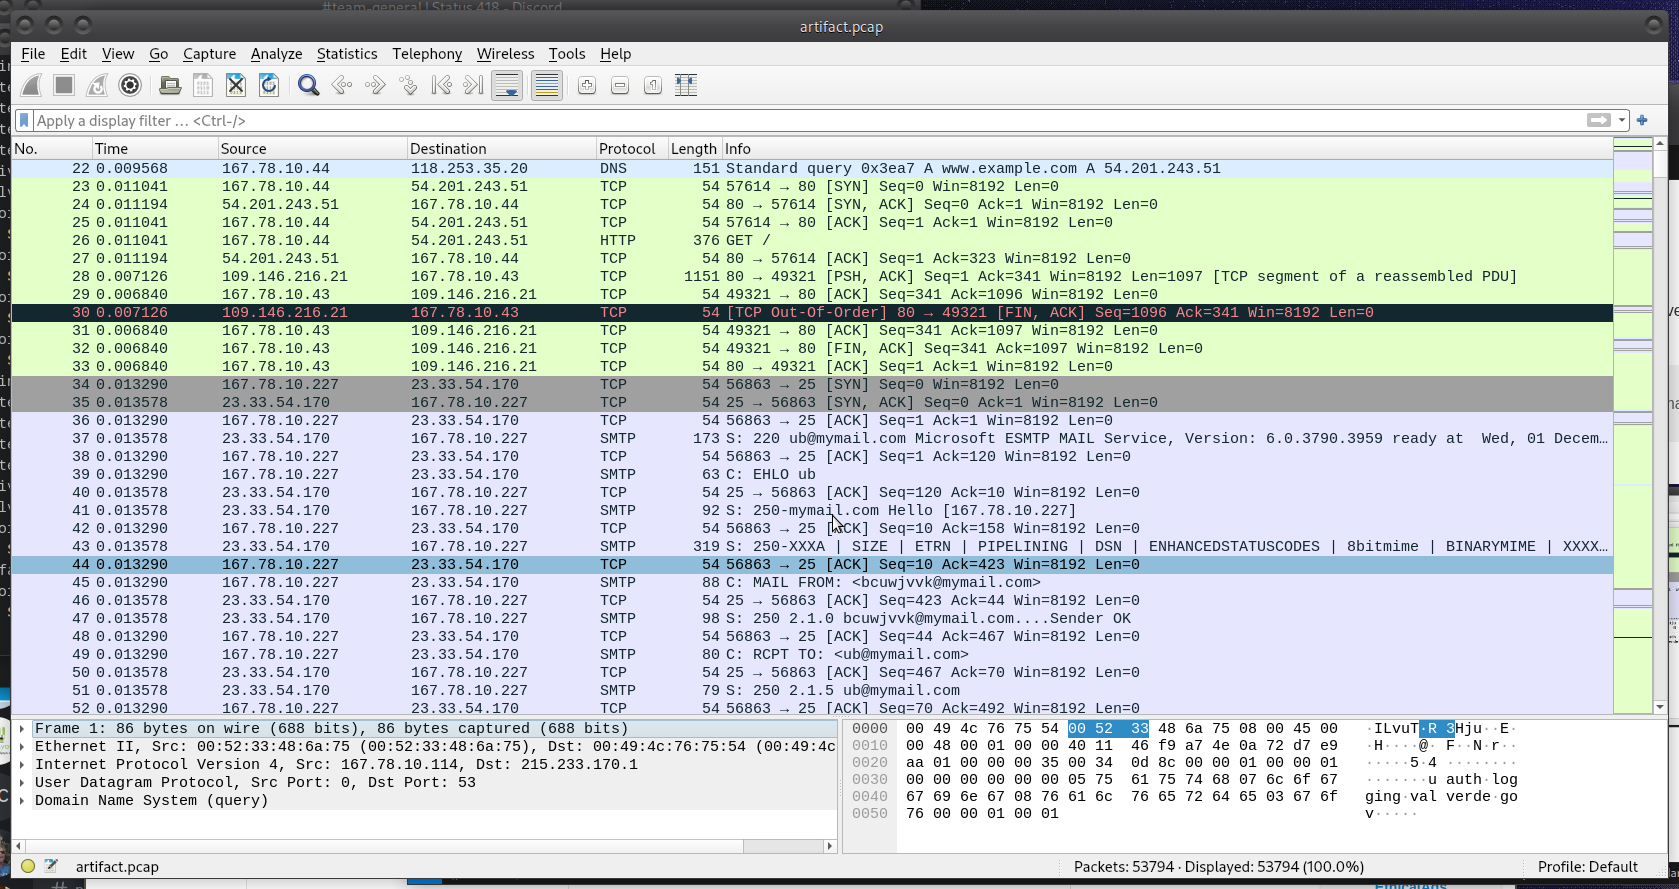 #team-general | Status 418 - Discord
artifact.pcap
File Edit View Go Capture Analyze Statistics Telephony Wireless Tools Help
Apply a display filter … <Ctrl-/>
No. Time Source Destination Protocol Length Info
22 0.009568 167.78.10.44 118.253.35.20 DNS 151 Standard query 0x3ea7 A www.example.com A 54.201.243.51
23 0.011041 167.78.10.44 54.201.243.51 TCP 54 57614 → 80 [SYN] Seq=0 Win=8192 Len=0
24 0.011194 54.201.243.51 167.78.10.44 TCP 54 80 → 57614 [SYN, ACK] Seq=0 Ack=1 Win=8192 Len=0
25 0.011041 167.78.10.44 54.201.243.51 TCP 54 57614 → 80 [ACK] Seq=1 Ack=1 Win=8192 Len=0
26 0.011041 167.78.10.44 54.201.243.51 HTTP 376 GET /
27 0.011194 54.201.243.51 167.78.10.44 TCP 54 80 → 57614 [ACK] Seq=1 Ack=323 Win=8192 Len=0
28 0.007126 109.146.216.21 167.78.10.43 TCP 1151 80 → 49321 [PSH, ACK] Seq=1 Ack=341 Win=8192 Len=1097 [TCP segment of a reassembled PDU]
29 0.006840 167.78.10.43 109.146.216.21 TCP 54 49321 → 80 [ACK] Seq=341 Ack=1096 Win=8192 Len=0
30 0.007126 109.146.216.21 167.78.10.43 TCP 54 [TCP Out-Of-Order] 80 → 49321 [FIN, ACK] Seq=1096 Ack=341 Win=8192 Len=0
31 0.006840 167.78.10.43 109.146.216.21 TCP 54 49321 → 80 [ACK] Seq=341 Ack=1097 Win=8192 Len=0
32 0.006840 167.78.10.43 109.146.216.21 TCP 54 49321 → 80 [FIN, ACK] Seq=341 Ack=1097 Win=8192 Len=0
33 0.006840 167.78.10.43 109.146.216.21 TCP 54 80 → 49321 [ACK] Seq=1 Ack=1 Win=8192 Len=0
34 0.013290 167.78.10.227 23.33.54.170 TCP 54 56863 → 25 [SYN] Seq=0 Win=8192 Len=0
35 0.013578 23.33.54.170 167.78.10.227 TCP 54 25 → 56863 [SYN, ACK] Seq=0 Ack=1 Win=8192 Len=0
36 0.013290 167.78.10.227 23.33.54.170 TCP 54 56863 → 25 [ACK] Seq=1 Ack=1 Win=8192 Len=0
37 0.013578 23.33.54.170 167.78.10.227 SMTP 173 S: 220 ub@mymail.com Microsoft ESMTP MAIL Service, Version: 6.0.3790.3959 ready at Wed, 01 Decem…
38 0.013290 167.78.10.227 23.33.54.170 TCP 54 56863 → 25 [ACK] Seq=1 Ack=120 Win=8192 Len=0
39 0.013290 167.78.10.227 23.33.54.170 SMTP 63 C: EHLO ub
40 0.013578 23.33.54.170 167.78.10.227 TCP 54 25 → 56863 [ACK] Seq=120 Ack=10 Win=8192 Len=0
41 0.013578 23.33.54.170 167.78.10.227 SMTP 92 S: 250-mymail.com Hello [167.78.10.227]
42 0.013290 167.78.10.227 23.33.54.170 TCP 54 56863 → 25 [ACK] Seq=10 Ack=158 Win=8192 Len=0
43 0.013578 23.33.54.170 167.78.10.227 SMTP 319 S: 250-XXXA | SIZE | ETRN | PIPELINING | DSN | ENHANCEDSTATUSCODES | 8bitmime | BINARYMIME | XXXX…
44 0.013290 167.78.10.227 23.33.54.170 TCP 54 56863 → 25 [ACK] Seq=10 Ack=423 Win=8192 Len=0
45 0.013290 167.78.10.227 23.33.54.170 SMTP 88 C: MAIL FROM: <bcuwjvvk@mymail.com>
46 0.013578 23.33.54.170 167.78.10.227 TCP 54 25 → 56863 [ACK] Seq=423 Ack=44 Win=8192 Len=0
47 0.013578 23.33.54.170 167.78.10.227 SMTP 98 S: 250 2.1.0 bcuwjvvk@mymail.com....Sender OK
48 0.013290 167.78.10.227 23.33.54.170 TCP 54 56863 → 25 [ACK] Seq=44 Ack=467 Win=8192 Len=0
49 0.013290 167.78.10.227 23.33.54.170 SMTP 80 C: RCPT TO: <ub@mymail.com>
50 0.013578 23.33.54.170 167.78.10.227 TCP 54 25 → 56863 [ACK] Seq=467 Ack=70 Win=8192 Len=0
51 0.013578 23.33.54.170 167.78.10.227 SMTP 79 S: 250 2.1.5 ub@mymail.com
52 0.013290 167.78.10.227 23.33.54.170 TCP 54 56863 → 25 [ACK] Seq=70 Ack=492 Win=8192 Len=0
Frame 1: 86 bytes on wire (688 bits), 86 bytes captured (688 bits)
Ethernet II, Src: 00:52:33:48:6a:75 (00:52:33:48:6a:75), Dst: 00:49:4c:76:75:54 (00:49:4c
Internet Protocol Version 4, Src: 167.78.10.114, Dst: 215.233.170.1
User Datagram Protocol, Src Port: 0, Dst Port: 53
Domain Name System (query)
0000 00 49 4c 76 75 54 00 52 33 48 6a 75 08 00 45 00 ·ILvuT·R 3Hju··E·
0010 00 48 00 01 00 00 40 11 46 f9 a7 4e 0a 72 d7 e9 ·H····@· F··N·r··
0020 aa 01 00 00 00 35 00 34 0d 8c 00 00 01 00 00 01 ·····5·4 ········
0030 00 00 00 00 00 00 05 75 61 75 74 68 07 6c 6f 67 ·······u auth·log
0040 67 69 6e 67 08 76 61 6c 76 65 72 64 65 03 67 6f ging·val verde·go
0050 76 00 00 01 00 01 v·····
artifact.pcap Packets: 53794 · Displayed: 53794 (100.0%) Profile: Default